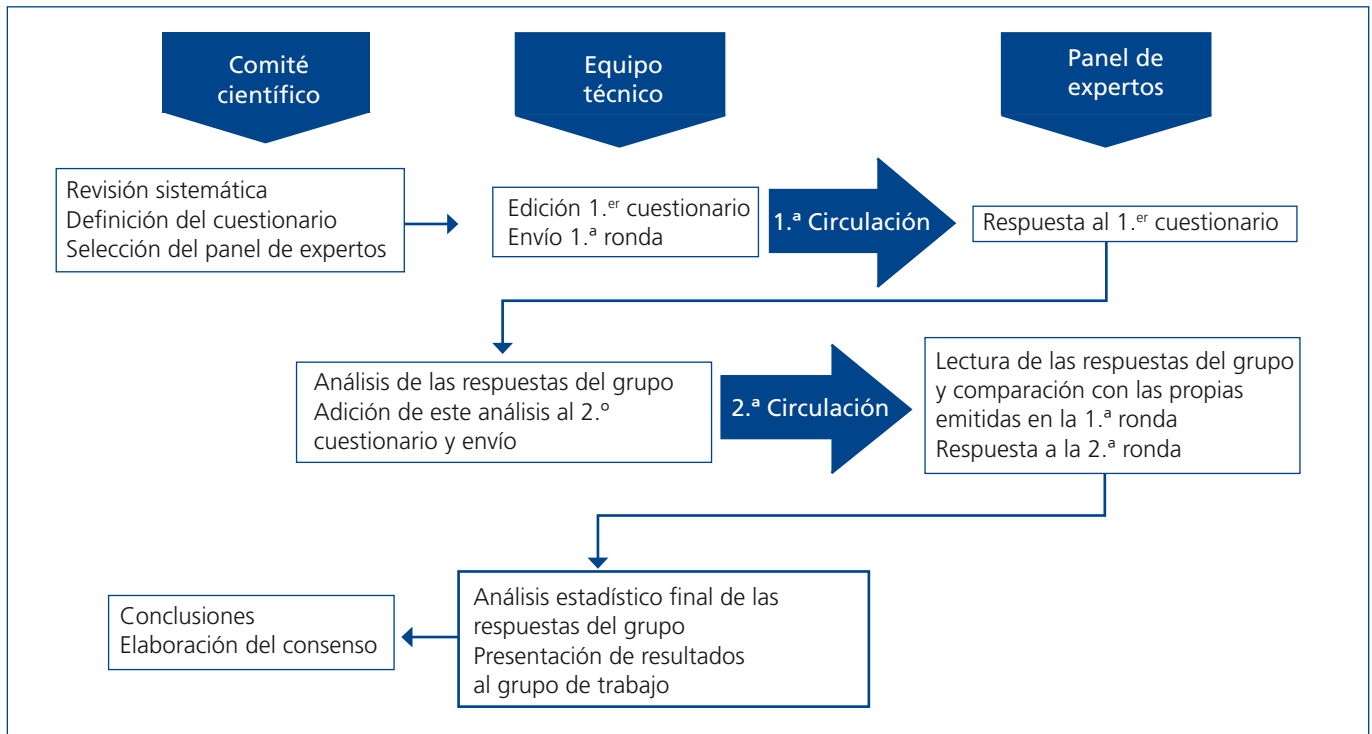 Comité
científico
Equipo
técnico
Panel de
expertos
Revisión sistemática
Definición del cuestionario
Selección del panel de expertos
Edición 1.er cuestionario
Envío 1.ª ronda
1.ª Circulación
Respuesta al 1.er cuestionario
Análisis de las respuestas del grupo
Adición de este análisis al 2.º
cuestionario y envío
2.ª Circulación
Lectura de las respuestas del grupo
y comparación con las propias
emitidas en la 1.ª ronda
Respuesta a la 2.ª ronda
Análisis estadístico final de las
respuestas del grupo
Presentación de resultados
al grupo de trabajo
Conclusiones
Elaboración del consenso